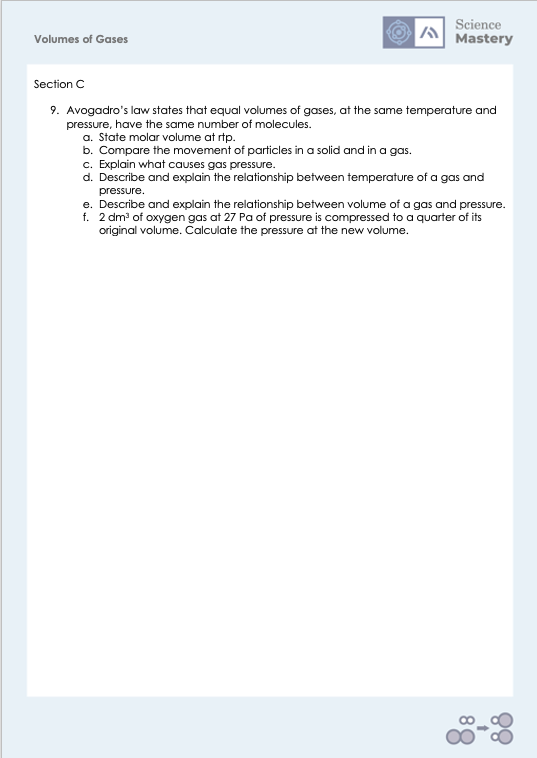 Volumes of Gases
Science
Mastery
Section C
9. Avogadro's law states that equal volumes of gases, at the same temperature and
pressure, have the same number of molecules.
a. State molar volume at rtp.
b. Compare the movement of particles in a solid and in a gas.
c. Explain what causes gas pressure.
d. Describe and explain the relationship between temperature of a gas and
pressure.
e. Describe and explain the relationship between volume of a gas and pressure.
f. 2 dm³ of oxygen gas at 27 Pa of pressure is compressed to a quarter of its
original volume. Calculate the pressure at the new volume.